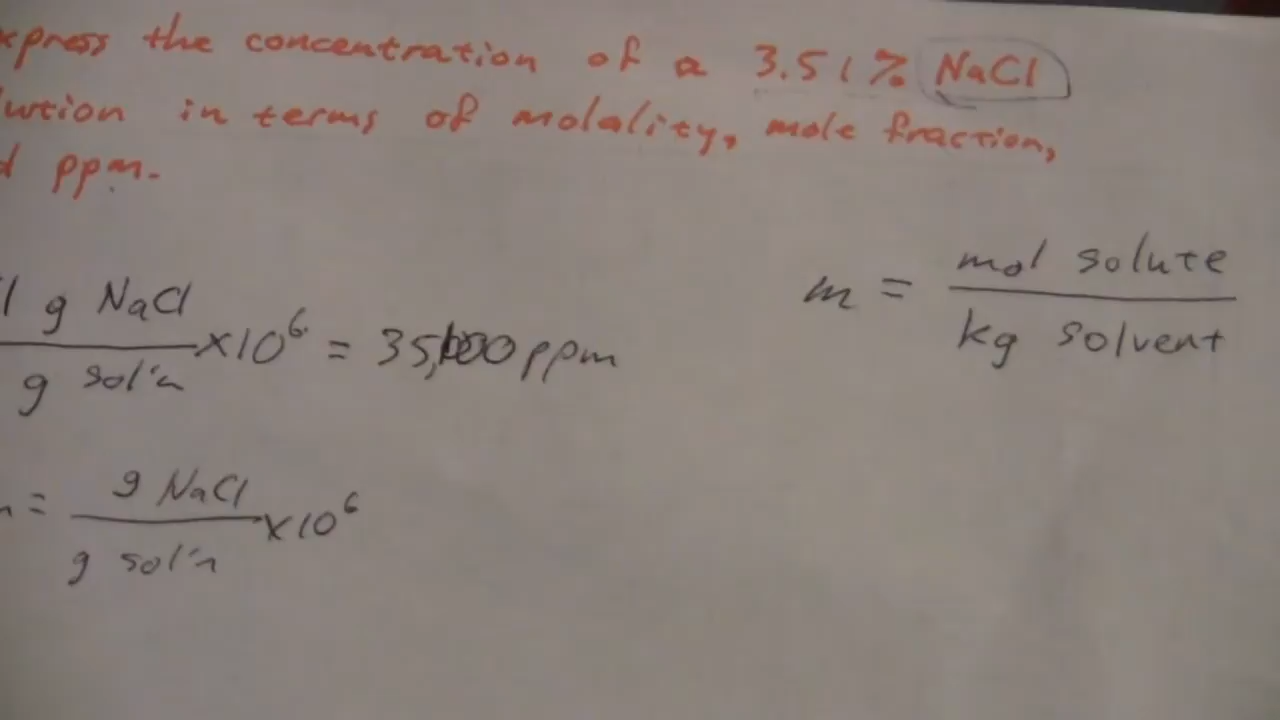 xpress the concentration of a 3.51% NaCl
lution in terms of molality, mole fraction,
d ppm.
1 g NaCl
g sol'n
×10⁶ = 35,100 ppm
m = mol solute
kg solvent
= g NaCl
g sol'n
×10⁶